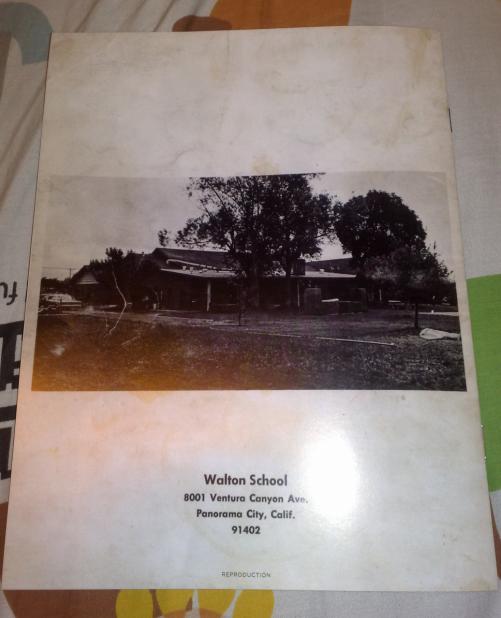 Walton School
8001 Ventura Canyon Ave.
Panorama City, Calif.
91402
REPRODUCTION